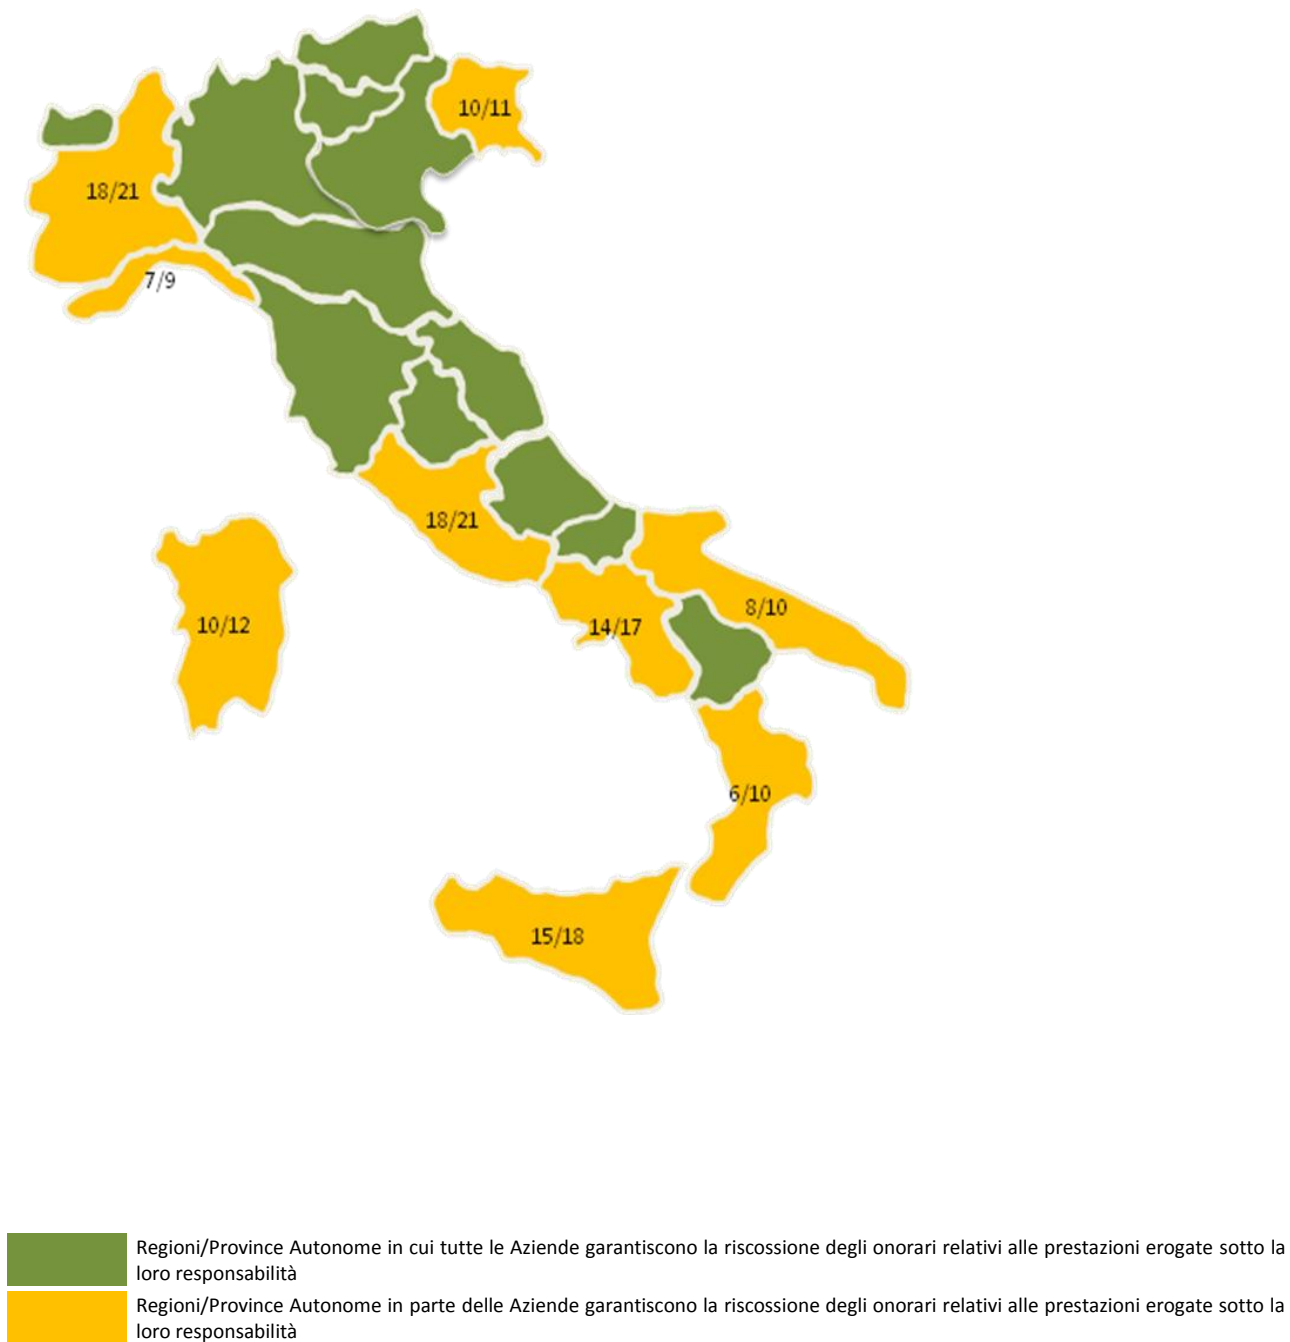 10/11
18/21
7/9
18/21
10/12
14/17
8/10
6/10
15/18
Regioni/Province Autonome in cui tutte le Aziende garantiscono la riscossione degli onorari relativi alle prestazioni erogate sotto la
loro responsabilità
Regioni/Province Autonome in parte delle Aziende garantiscono la riscossione degli onorari relativi alle prestazioni erogate sotto la
loro responsabilità